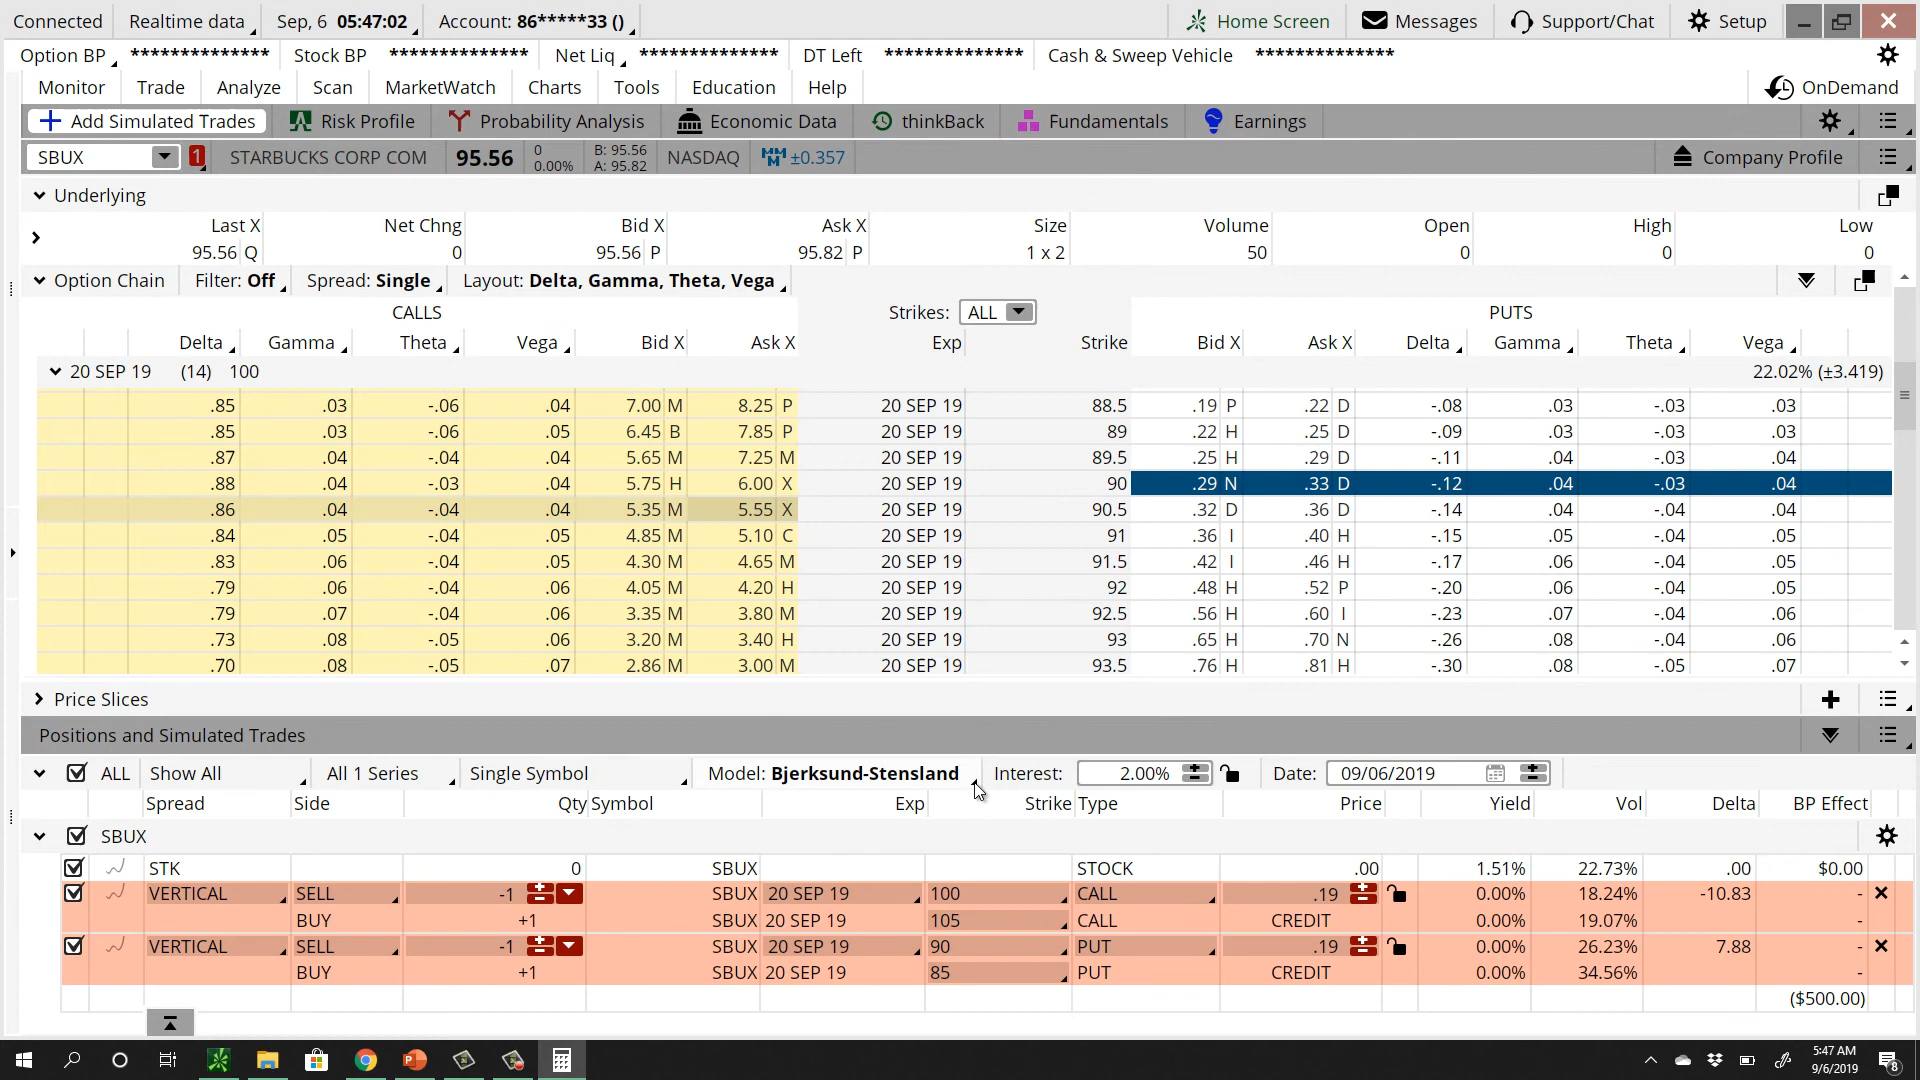 Connected Realtime data Sep, 6 05:47:02 Account: 86*****33 () Home Screen Messages Support/Chat Setup
Option BP ************** Stock BP ************** Net Liq ************** DT Left ************** Cash & Sweep Vehicle **************
Monitor Trade Analyze Scan MarketWatch Charts Tools Education Help OnDemand
Add Simulated Trades Risk Profile Probability Analysis Economic Data thinkBack Fundamentals Earnings
SBUX 1 STARBUCKS CORP COM 95.56 0 0.00% B: 95.56 A: 95.82 NASDAQ MMM ±0.357 Company Profile
Underlying
Last X Net Chng Bid X Ask X Size Volume Open High Low
95.56 Q 0 95.56 P 95.82 P 1 x 2 50 0 0 0
Option Chain Filter: Off Spread: Single Layout: Delta, Gamma, Theta, Vega
CALLS Strikes: ALL PUTS
Delta Gamma Theta Vega Bid X Ask X Exp Strike Bid X Ask X Delta Gamma Theta Vega
20 SEP 19 (14) 100 22.02% (±3.419)
.85 .03 -.06 .04 7.00 M 8.25 P 20 SEP 19 88.5 .19 P .22 D -.08 .03 -.03 .03
.85 .03 -.06 .05 6.45 B 7.85 P 20 SEP 19 89 .22 H .25 D -.09 .03 -.03 .03
.87 .04 -.04 .04 5.65 M 7.25 M 20 SEP 19 89.5 .25 H .29 D -.11 .04 -.03 .04
.88 .04 -.03 .04 5.75 H 6.00 X 20 SEP 19 90 .29 N .33 D -.12 .04 -.03 .04
.86 .04 -.04 .04 5.35 M 5.55 X 20 SEP 19 90.5 .32 D .36 D -.14 .04 -.04 .04
.84 .05 -.04 .05 4.85 M 5.10 C 20 SEP 19 91 .36 I .40 H -.15 .05 -.04 .05
.83 .06 -.04 .05 4.30 M 4.65 M 20 SEP 19 91.5 .42 I .46 H -.17 .06 -.04 .05
.79 .06 -.04 .05 4.05 M 4.20 H 20 SEP 19 92 .48 H .52 P -.20 .06 -.04 .05
.79 .07 -.04 .06 3.35 M 3.80 M 20 SEP 19 92.5 .56 H .60 I -.23 .07 -.04 .06
.73 .08 -.05 .06 3.20 M 3.40 H 20 SEP 19 93 .65 H .70 N -.26 .08 -.04 .06
.70 .08 -.05 .07 2.86 M 3.00 M 20 SEP 19 93.5 .76 H .81 H -.30 .08 -.05 .07
Price Slices
Positions and Simulated Trades
ALL Show All All 1 Series Single Symbol Model: Bjerksund-Stensland Interest: 2.00% Date: 09/06/2019
Spread Side Qty Symbol Exp Strike Type Price Yield Vol Delta BP Effect
SBUX
STK 0 SBUX STOCK .00 1.51% 22.73% .00 $0.00
VERTICAL SELL -1 SBUX 20 SEP 19 100 CALL .19 0.00% 18.24% -10.83 -
BUY +1 SBUX 20 SEP 19 105 CALL CREDIT 0.00% 19.07% -
VERTICAL SELL -1 SBUX 20 SEP 19 90 PUT .19 0.00% 26.23% 7.88 -
BUY +1 SBUX 20 SEP 19 85 PUT CREDIT 0.00% 34.56% -
($500.00)
5:47 AM
9/6/2019
8